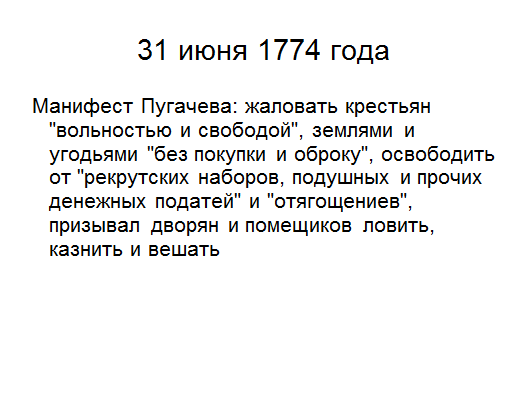 31 июня 1774 года
Манифест Пугачева: жаловать крестьян
"вольностью и свободой", землями и
угодьями "без покупки и оброку", освободить
от "рекрутских наборов, подушных и прочих
денежных податей" и "отягощениев",
призывал дворян и помещиков ловить,
казнить и вешать